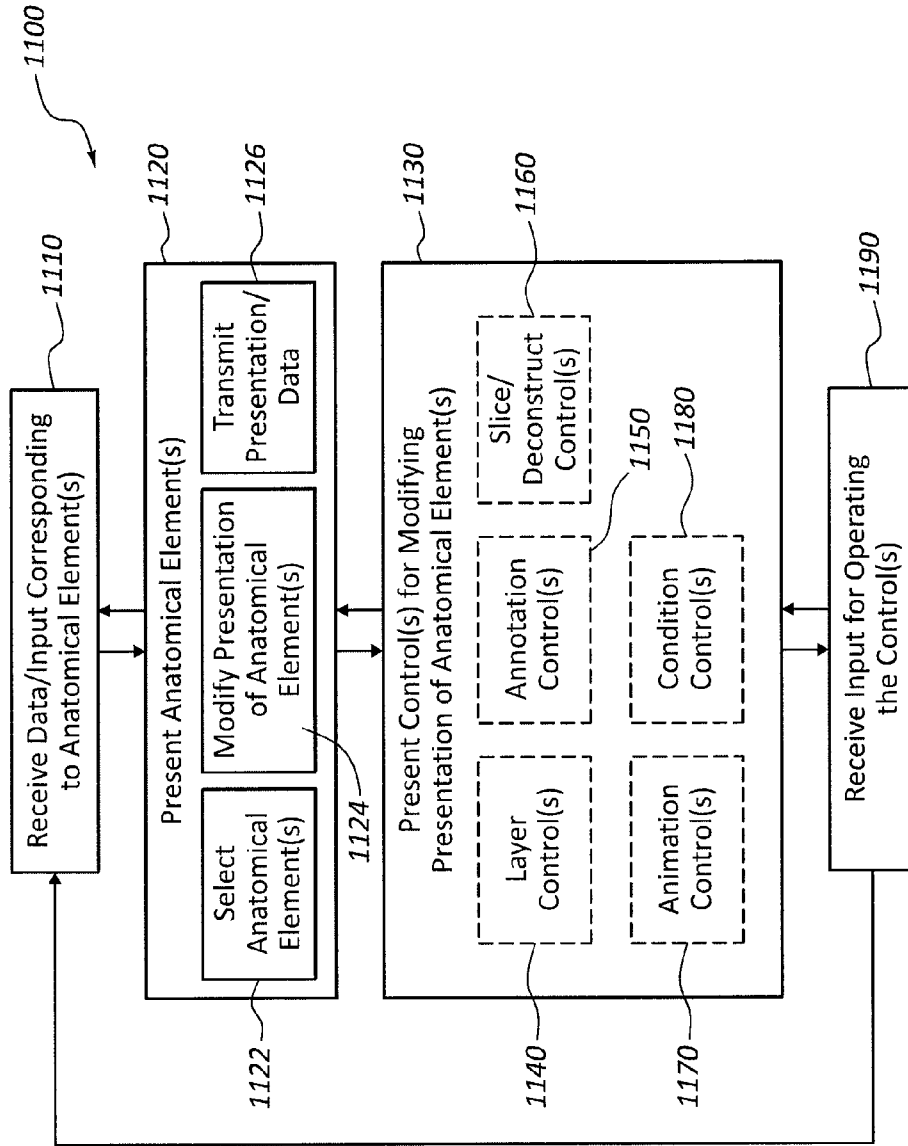 1100
1110
Receive Data/Input Corresponding
to Anatomical Element(s)
1120
Present Anatomical Element(s)
1122
Select
Anatomical
Element(s)
1124
Modify Presentation
of Anatomical
Element(s)
1126
Transmit
Presentation/
Data
1130
Present Control(s) for Modifying
Presentation of Anatomical Element(s)
1140
Layer
Control(s)
1150
Annotation
Control(s)
1160
Slice/
Deconstruct
Control(s)
1170
Animation
Control(s)
1180
Condition
Control(s)
1190
Receive Input for Operating
the Control(s)